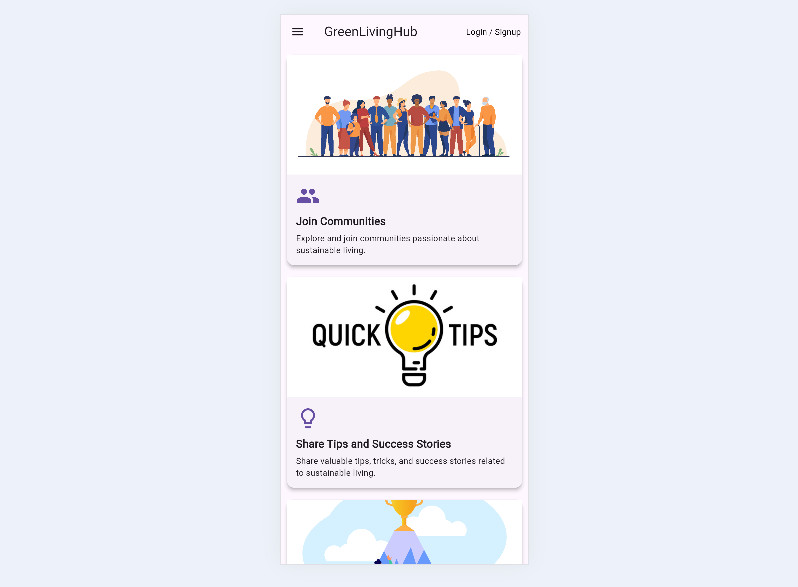 GreenLivingHub
Login / Signup
Join Communities
Explore and join communities passionate about
sustainable living.
QUICK TIPS
Share Tips and Success Stories
Share valuable tips, tricks, and success stories related
to sustainable living.